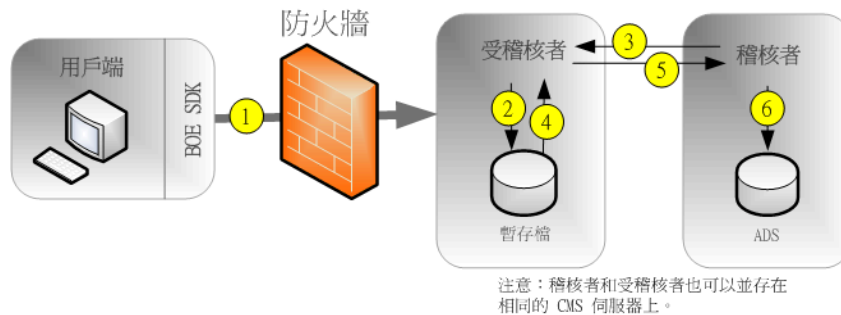 防火牆
用戶端
BOE SDK
1
受稽核者
3
5
稽核者
2
4
6
暫存檔
ADS
注意：稽核者和受稽核者也可以並存在
相同的 CMS 伺服器上。